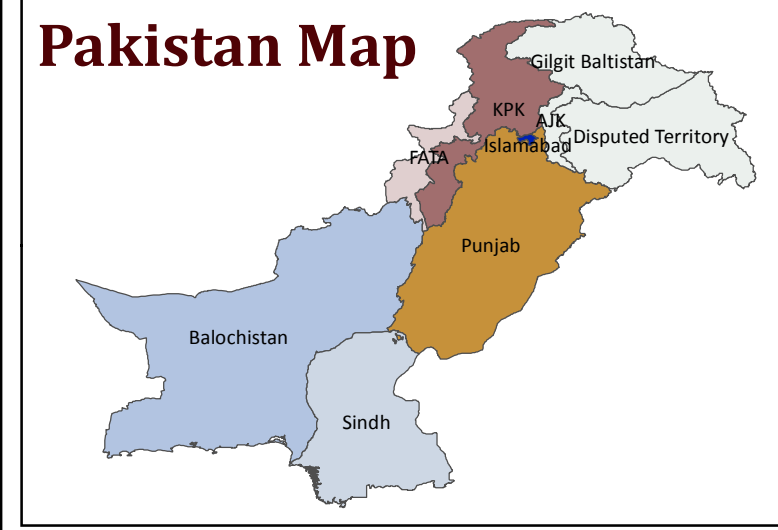 Pakistan Map
Gilgit Baltistan
KPK
AJK
Disputed Territory
Islamabad
FATA
Punjab
Balochistan
Sindh